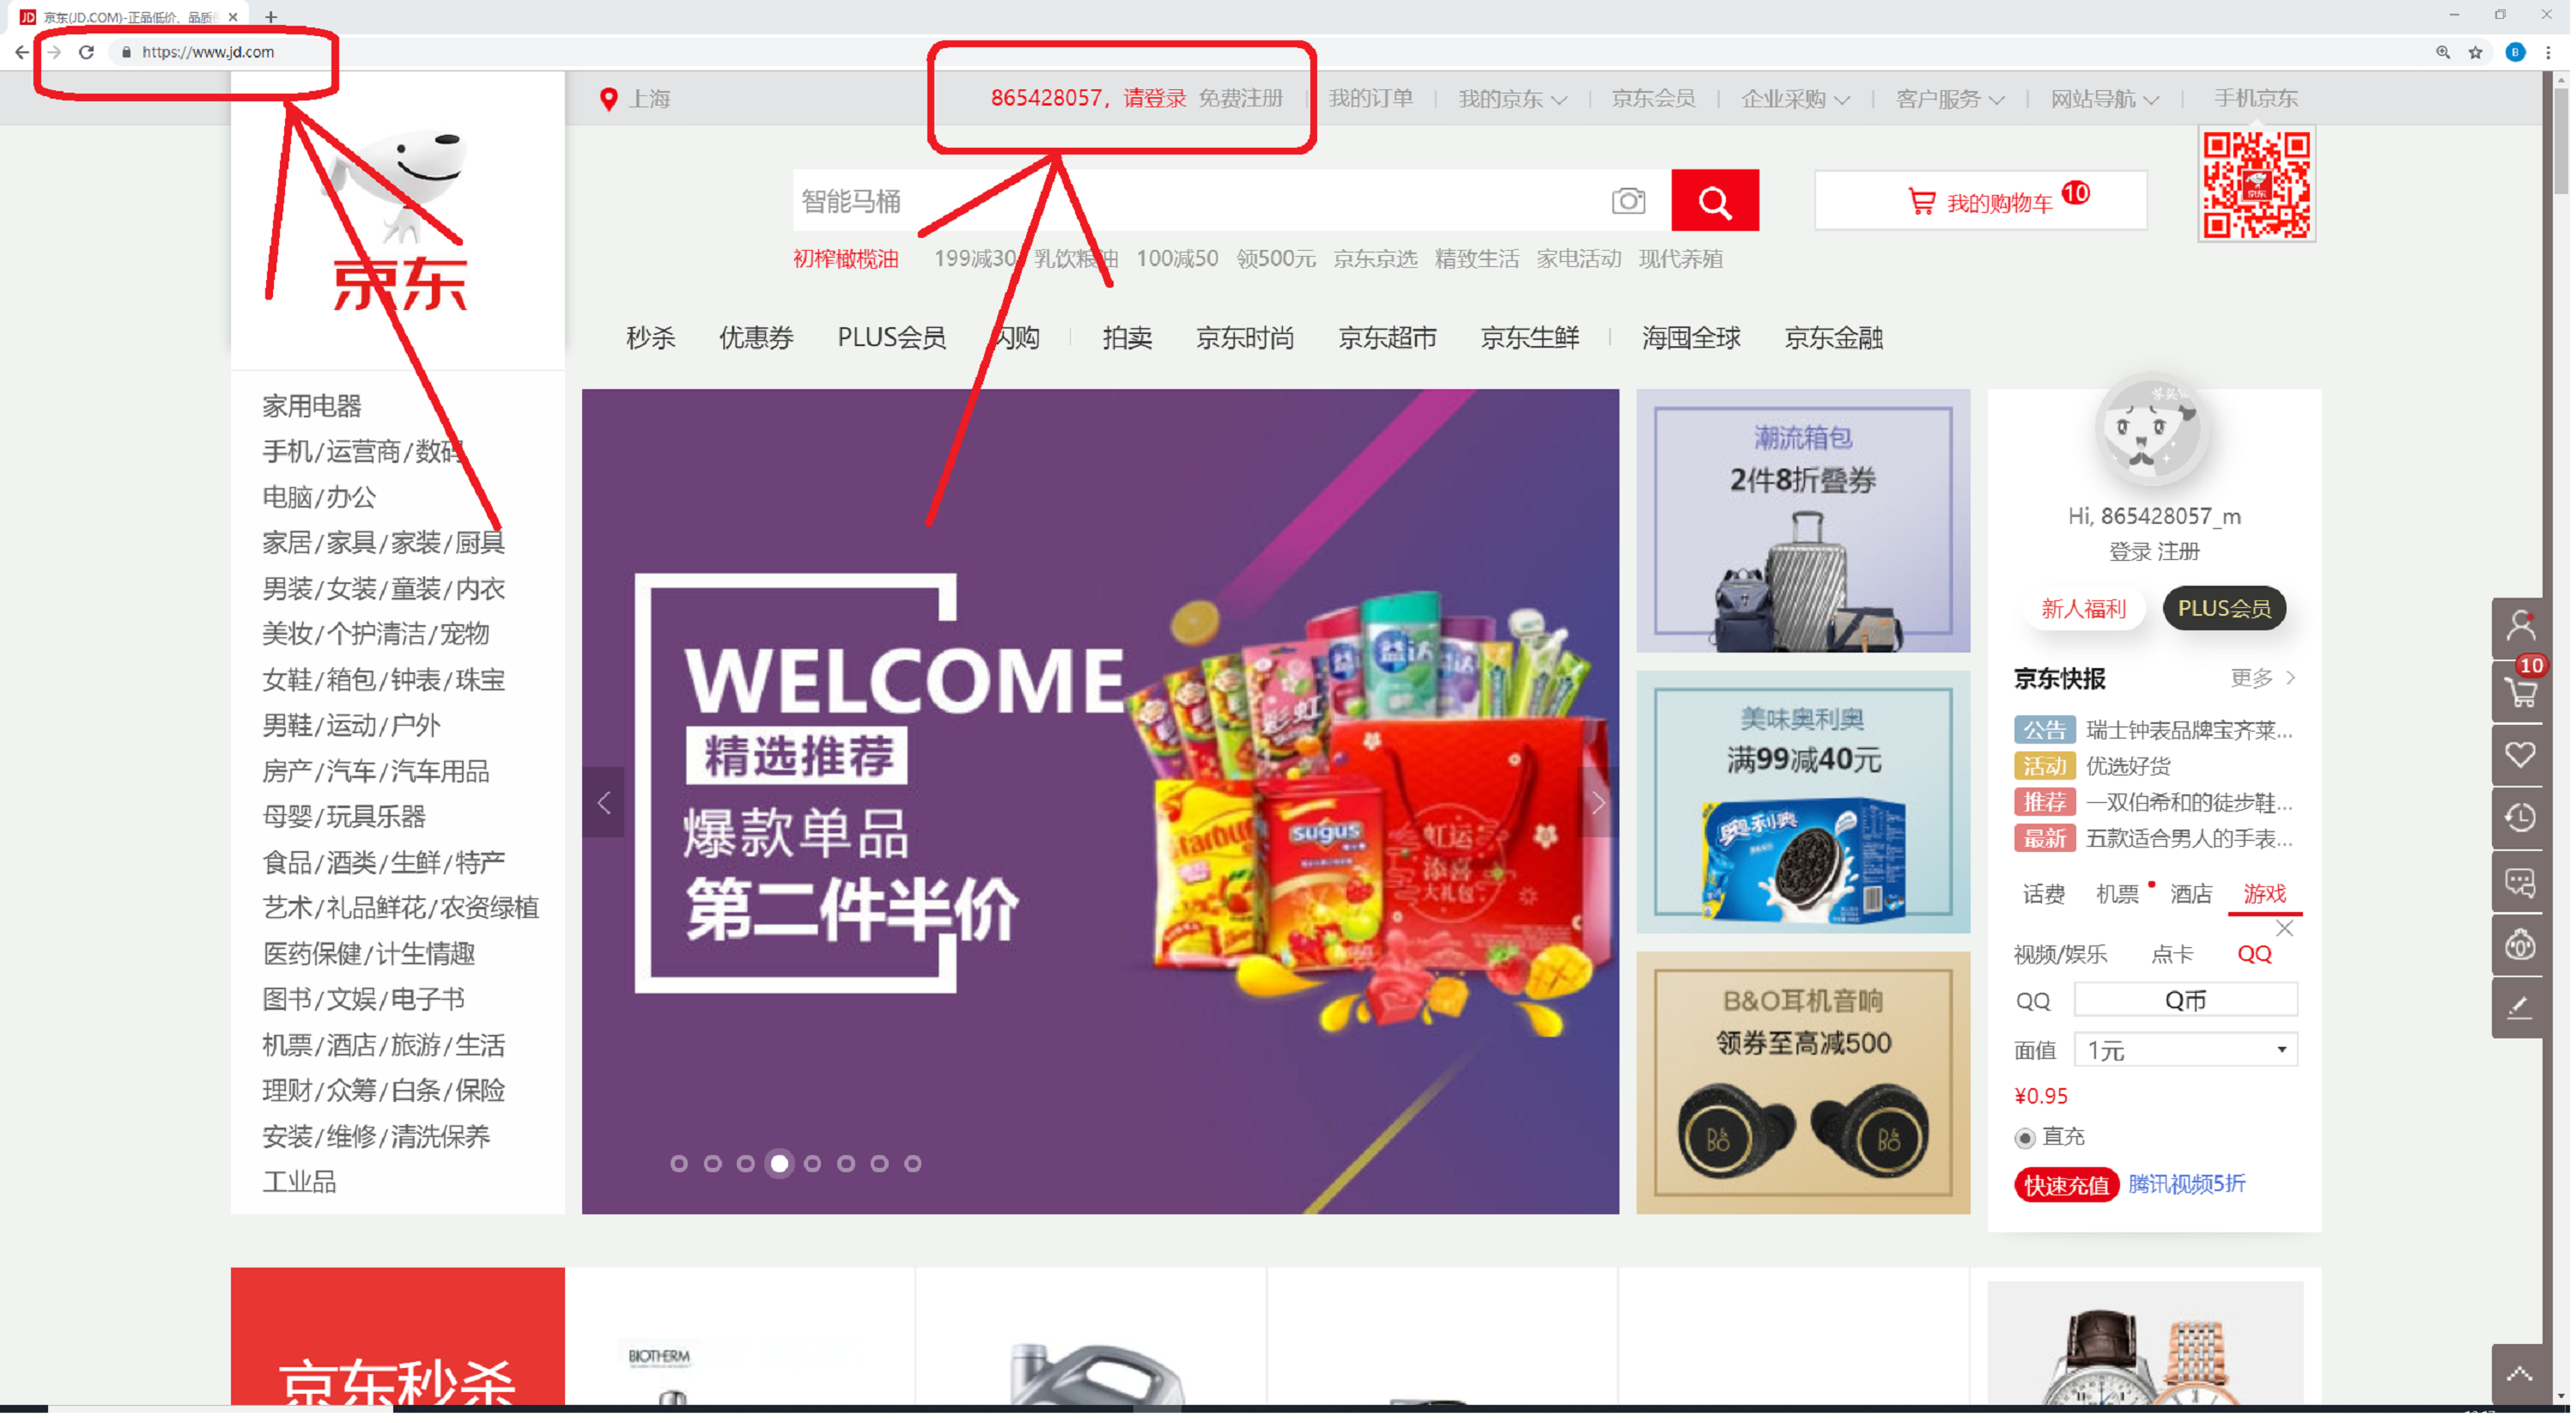 京东(JD.COM)-正品低价、品质
https://www.jd.com
上海
865428057, 请登录 免费注册
我的订单
我的京东
京东会员
企业采购
客户服务
网站导航
手机京东
京东
智能马桶
我的购物车 10
初榨橄榄油 199减30 乳饮粮油 100减50 领500元 京东京选 精致生活 家电活动 现代养殖
秒杀 优惠券 PLUS会员 闪购 拍卖 京东时尚 京东超市 京东生鲜 海囤全球 京东金融
家用电器
手机/运营商/数码
电脑/办公
家居/家具/家装/厨具
男装/女装/童装/内衣
美妆/个护清洁/宠物
女鞋/箱包/钟表/珠宝
男鞋/运动/户外
房产/汽车/汽车用品
母婴/玩具乐器
食品/酒类/生鲜/特产
艺术/礼品鲜花/农资绿植
医药保健/计生情趣
图书/文娱/电子书
机票/酒店/旅游/生活
理财/众筹/白条/保险
安装/维修/清洗保养
工业品
WELCOME
精选推荐
爆款单品
第二件半价
益达
彩虹
sugus
虹运
添喜
大礼包
潮流箱包
2件8折叠券
美味奥利奥
满99减40元
奥利奥
B&O耳机音响
领券至高减500
B&O
B&O
Hi, 865428057_m
登录 注册
新人福利
PLUS会员
京东快报
更多
公告 瑞士钟表品牌宝齐莱...
活动 优选好货
推荐 一双伯希和的徒步鞋...
最新 五款适合男人的手表...
话费 机票 酒店 游戏
视频/娱乐 点卡 QQ
QQ Q币
面值 1元
¥0.95
直充
快速充值 腾讯视频5折
10
京东秒杀
BIOTHERM